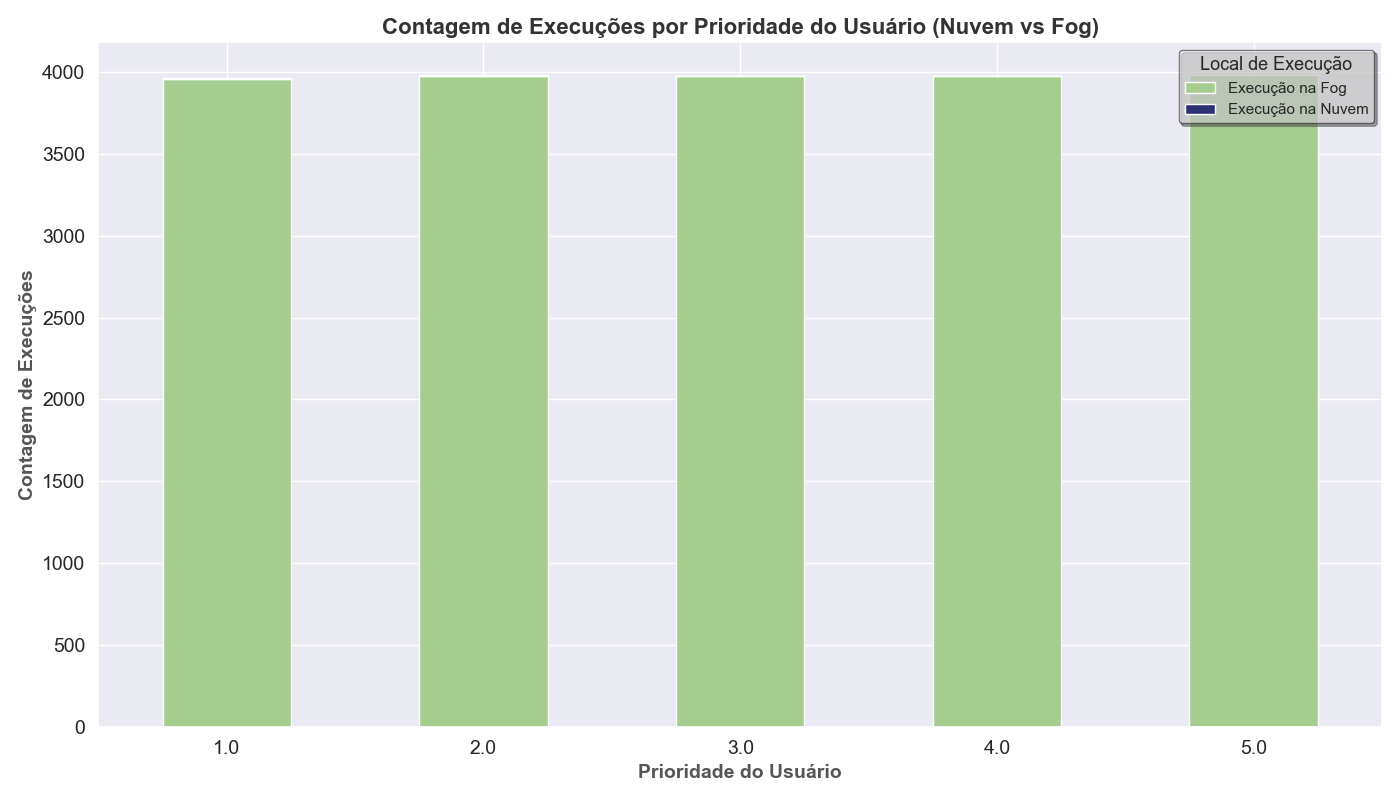 Contagem de Execuções por Prioridade do Usuário (Nuvem vs Fog)
Local de Execução
Execução na Fog
Execução na Nuvem
Contagem de Execuções
4000
3500
3000
2500
2000
1500
1000
500
0
1.0 2.0 3.0 4.0 5.0
Prioridade do Usuário